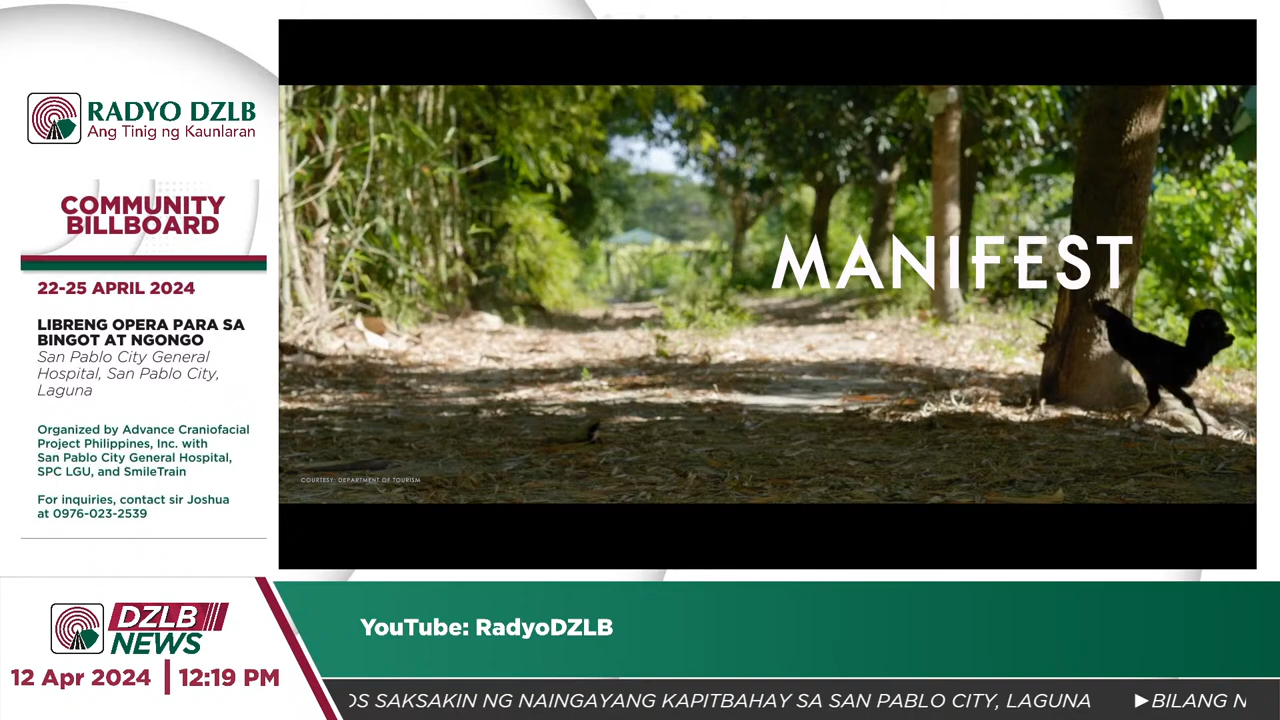 RADYO DZLB
Ang Tinig ng Kaunlaran
COMMUNITY
BILLBOARD
22-25 APRIL 2024
LIBRENG OPERA PARA SA
BINGOT AT NGONGO
San Pablo City General
Hospital, San Pablo City,
Laguna
Organized by Advance Craniofacial
Project Philippines, Inc. with
San Pablo City General Hospital,
SPC LGU, and SmileTrain
For inquiries, contact sir Joshua
at 0976-023-2539
MANIFEST
COURTESY: DEPARTMENT OF TOURISM
DZLB
NEWS
12 Apr 2024 12:19 PM
YouTube: RadyoDZLB
SAKSAKIN NG NAINGAYANG KAPITBAHAY SA SAN PABLO CITY, LAGUNA ►BILANG